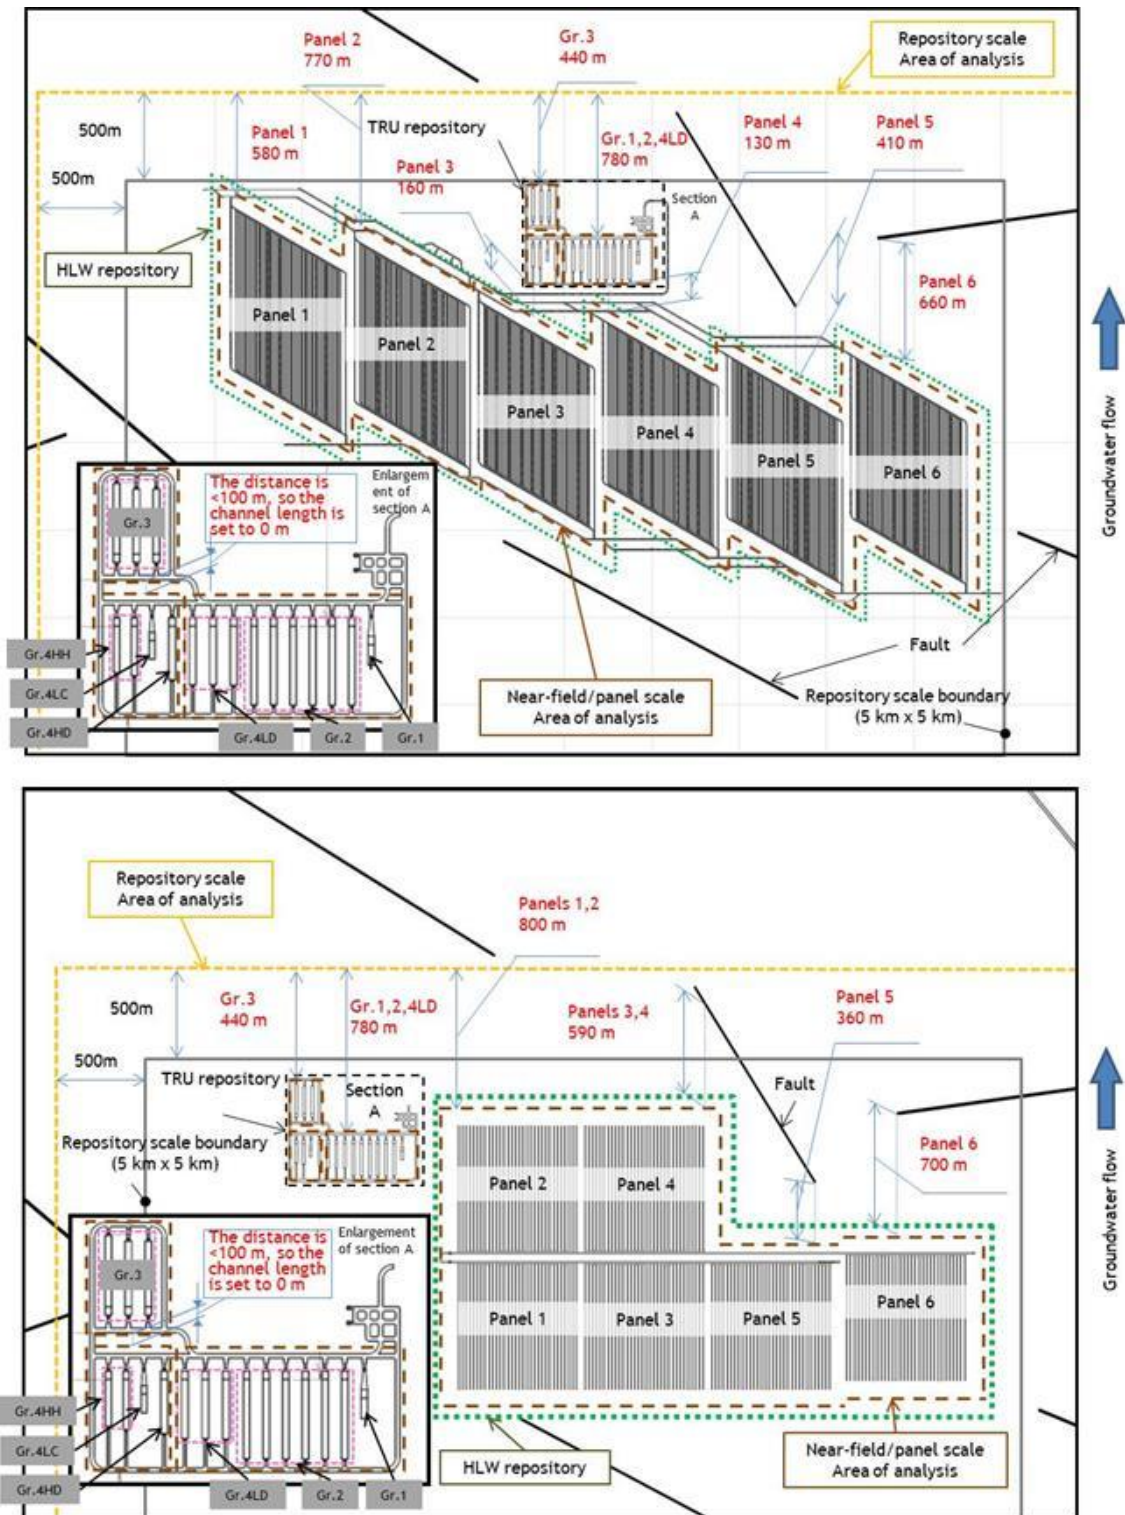 Panel 2
770 m
Gr.3
440 m
Repository scale
Area of analysis
500m
Panel 1
580 m
TRU repository
Gr.1,2,4LD
780 m
Panel 4
130 m
Panel 5
410 m
Panel 3
160 m
500m
Section
A
HLW repository
Panel 6
660 m
Panel 1
Panel 2
Panel 3
Panel 4
Panel 5
Panel 6
Groundwater flow
The distance is
<100 m, so the
channel length is
set to 0 m
Enlargem
ent of
section A
Gr.3
Gr.4HH
Gr.4LC
Gr.4HD
Gr.4LD
Gr.2
Gr.1
Near-field/panel scale
Area of analysis
Fault
Repository scale boundary
(5 km x 5 km)
Repository scale
Area of analysis
Panels 1,2
800 m
500m
Gr.3
440 m
Gr.1,2,4LD
780 m
Panels 3,4
590 m
Panel 5
360 m
500m
TRU repository
Section
A
Fault
Repository scale boundary
(5 km x 5 km)
Panel 6
700 m
Panel 2
Panel 4
Panel 1
Panel 3
Panel 5
Panel 6
Groundwater flow
The distance is
<100 m, so the
channel length
is set to 0 m
Enlargement
of section A
Gr.3
Gr.4HH
Gr.4LC
Gr.4HD
Gr.4LD
Gr.2
Gr.1
HLW repository
Near-field/panel scale
Area of analysis